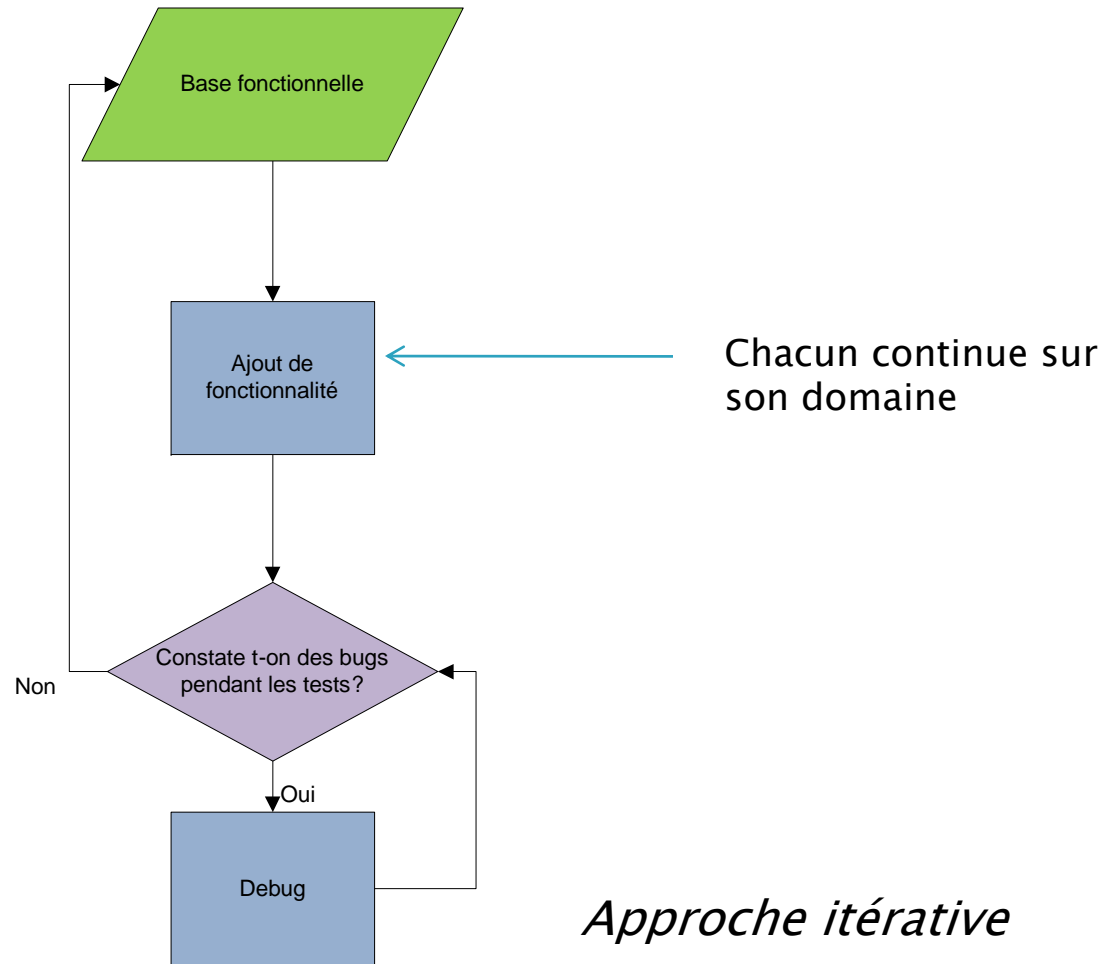 Base fonctionnelle
Ajout de
fonctionnalité
Chacun continue sur
son domaine
Constate t-on des bugs
pendant les tests?
Non
Oui
Debug
Approche itérative